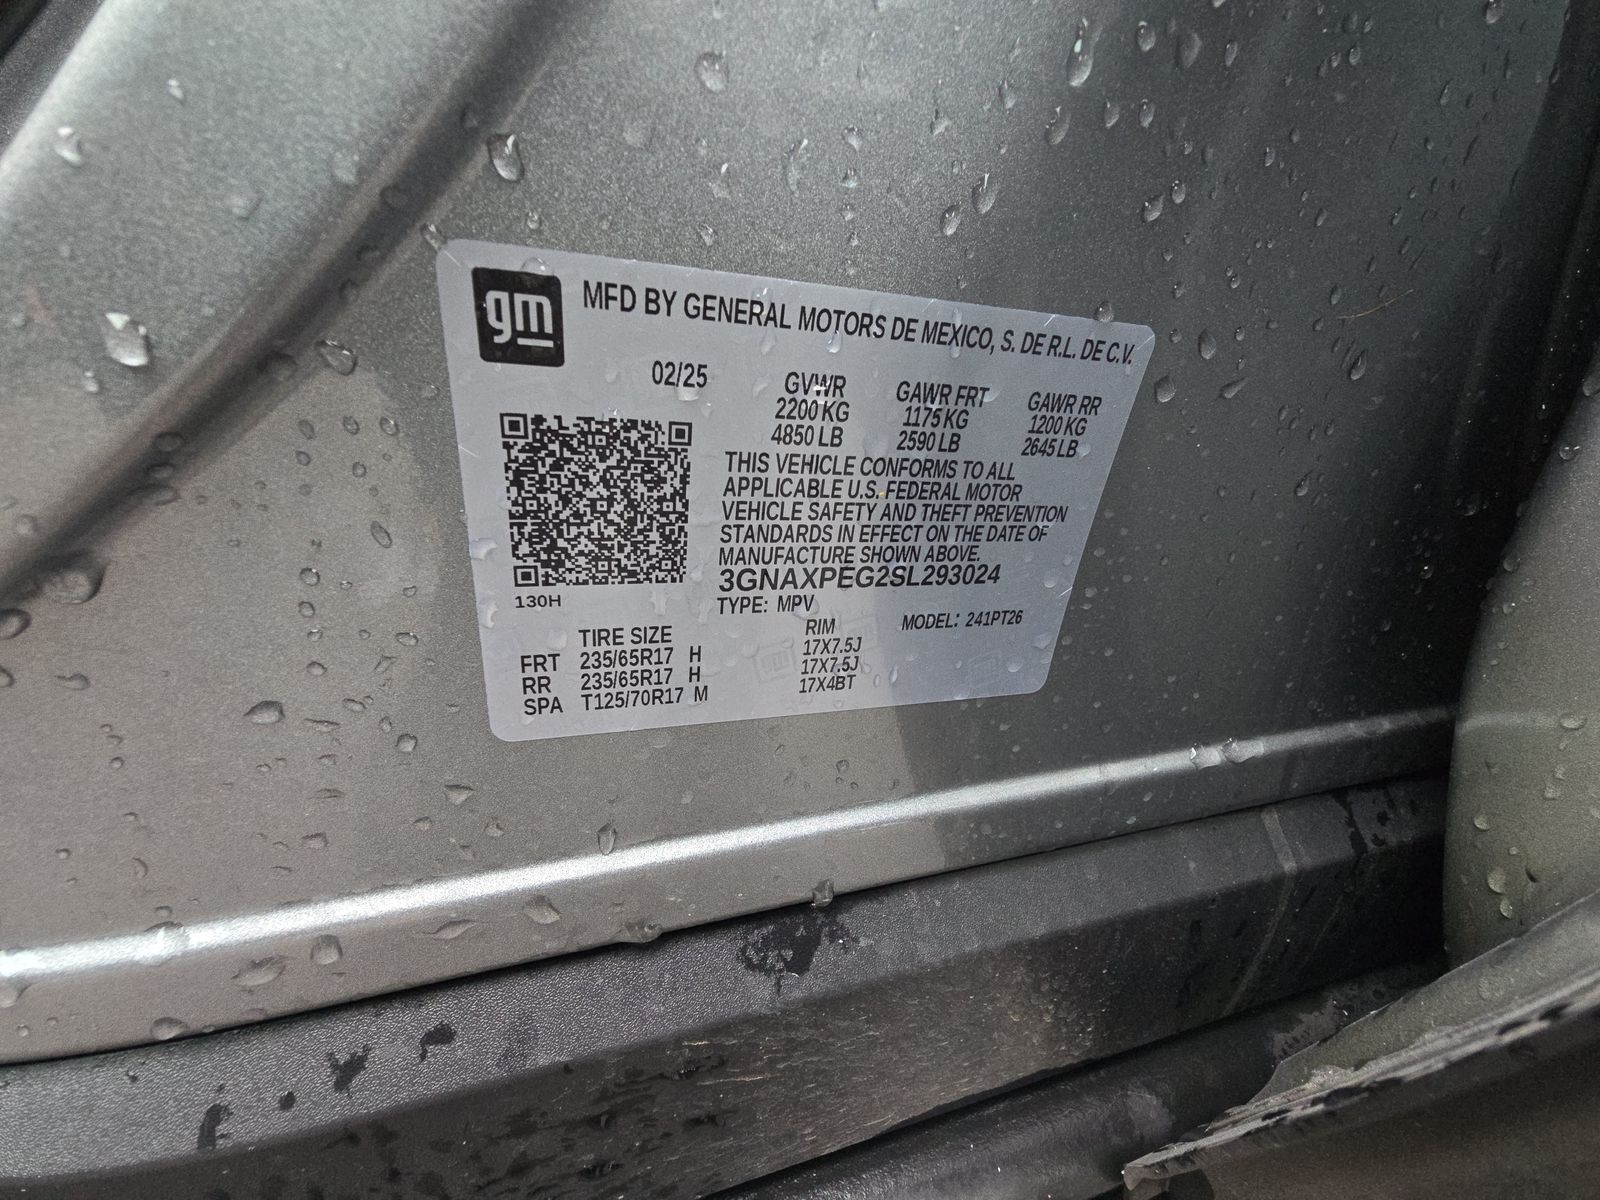 gm
MFD BY GENERAL MOTORS DE MEXICO, S. DE R.L. DE C.V.
02/25
GVWR GAWR FRT GAWR RR
2200 KG 1175 KG 1200 KG
4850 LB 2590 LB 2645 LB
THIS VEHICLE CONFORMS TO ALL
APPLICABLE U.S. FEDERAL MOTOR
VEHICLE SAFETY AND THEFT PREVENTION
STANDARDS IN EFFECT ON THE DATE OF
MANUFACTURE SHOWN ABOVE.
3GNAXPEG2SL293024
130H
TYPE: MPV MODEL: 241PT26
TIRE SIZE RIM
FRT 235/65R17 H 17X7.5J
RR 235/65R17 H 17X7.5J
SPA T125/70R17 M 17X4BT